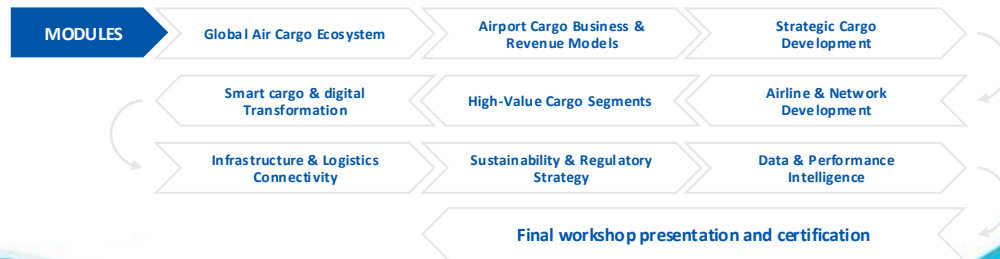 MODULES
Global Air Cargo Ecosystem
Airport Cargo Business &
Revenue Models
Strategic Cargo
Development
Airline & Network
Development
High-Value Cargo Segments
Smart cargo & digital
Transformation
Infrastructure & Logistics
Connectivity
Sustainability & Regulatory
Strategy
Data & Performance
Intelligence
Final workshop presentation and certification